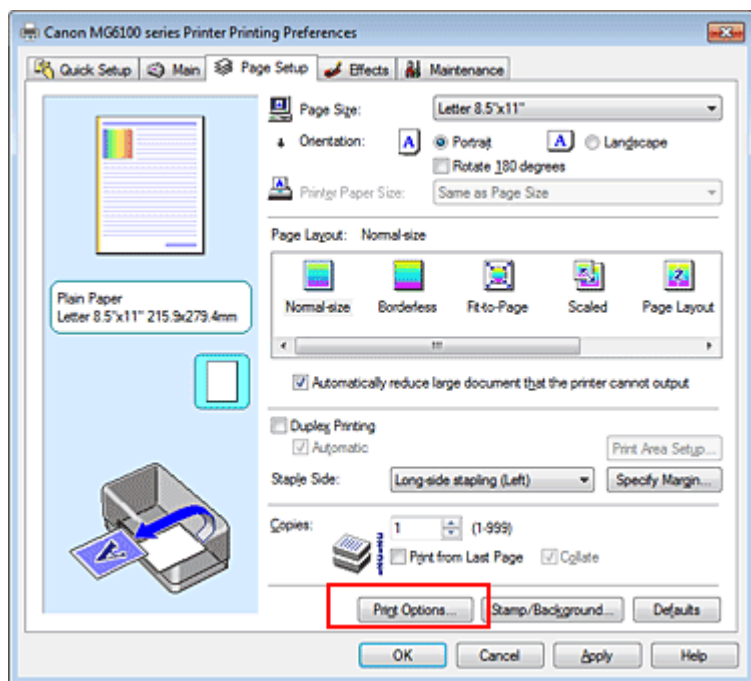 Canon MG6100 series Printer Printing Preferences
Quick Setup Main Page Setup Effects Maintenance
Page Size: Letter 8.5"x11"
Orientation: A Portrait A Landscape
Rotate 180 degrees
Printer Paper Size: Same as Page Size
Page Layout: Normal-size
Normal-size Borderless Fit-to-Page Scaled Page Layout
Plain Paper
Letter 8.5"x11" 215.9x279.4mm
Automatically reduce large document that the printer cannot output
Duplex Printing
Automatic Print Area Setup...
Staple Side: Long-side stapling (Left) Specify Margin...
Copies: 1 (1-999)
Print from Last Page Collate
Print Options... Stamp/Background... Defaults
OK Cancel Apply Help